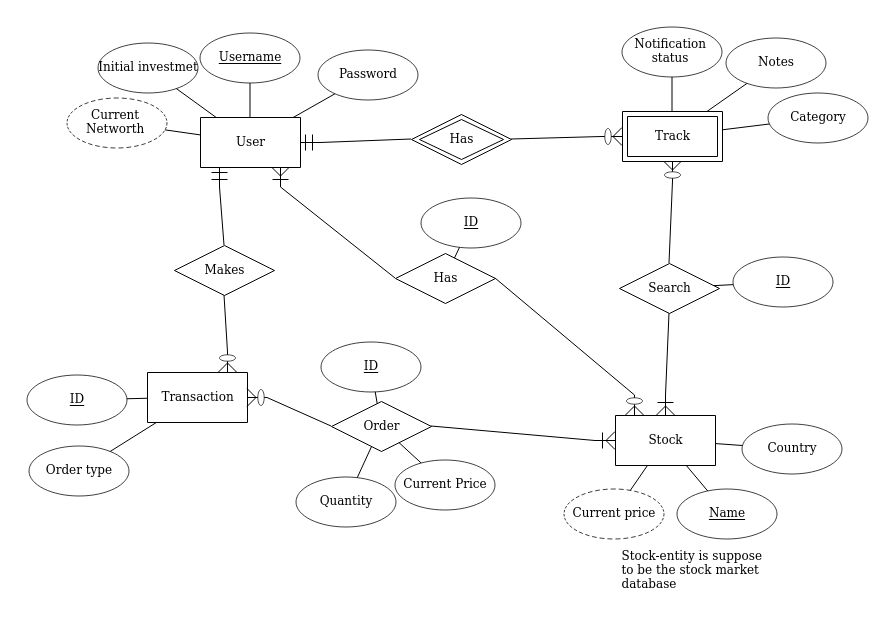 Initial investmet
Username
Password
Current
Networth
User
Has
Notification
status
Notes
Category
Track
ID
Makes
Has
Search
ID
ID
ID
Transaction
Order
Order type
Quantity
Current Price
Stock
Country
Current price
Name
Stock-entity is suppose
to be the stock market
database